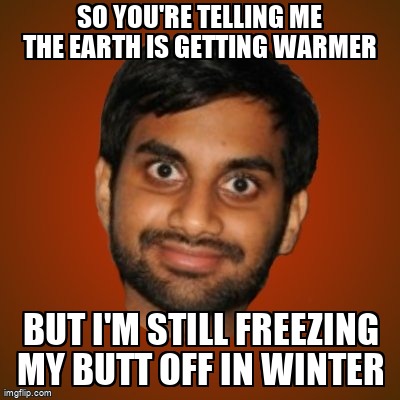 SO YOU'RE TELLING ME
THE EARTH IS GETTING WARMER
BUT I'M STILL FREEZING
MY BUTT OFF IN WINTER
imgflip.com